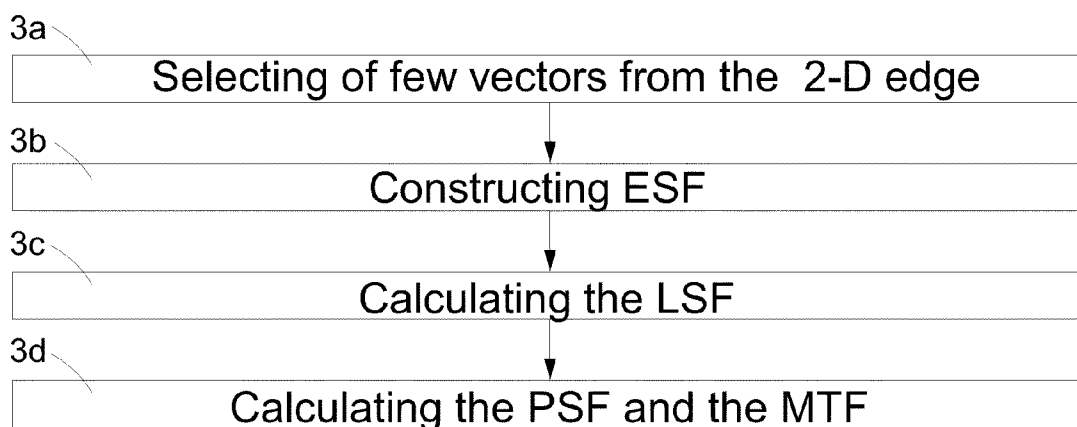 3a
Selecting of few vectors from the 2-D edge
3b
Constructing ESF
3c
Calculating the LSF
3d
Calculating the PSF and the MTF